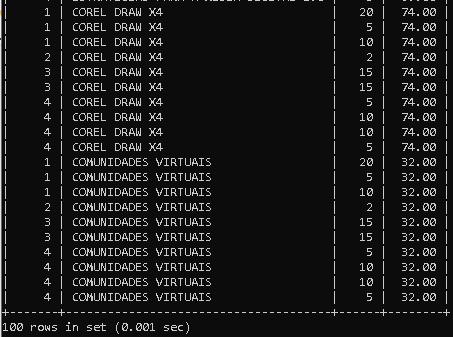 1 | COREL DRAW X4 | 20 | 74.00 |
1 | COREL DRAW X4 | 5 | 74.00 |
1 | COREL DRAW X4 | 10 | 74.00 |
2 | COREL DRAW X4 | 2 | 74.00 |
3 | COREL DRAW X4 | 15 | 74.00 |
3 | COREL DRAW X4 | 15 | 74.00 |
4 | COREL DRAW X4 | 5 | 74.00 |
4 | COREL DRAW X4 | 10 | 74.00 |
4 | COREL DRAW X4 | 10 | 74.00 |
4 | COREL DRAW X4 | 5 | 74.00 |
1 | COMUNIDADES VIRTUAIS | 20 | 32.00 |
1 | COMUNIDADES VIRTUAIS | 5 | 32.00 |
1 | COMUNIDADES VIRTUAIS | 10 | 32.00 |
2 | COMUNIDADES VIRTUAIS | 2 | 32.00 |
3 | COMUNIDADES VIRTUAIS | 15 | 32.00 |
3 | COMUNIDADES VIRTUAIS | 15 | 32.00 |
4 | COMUNIDADES VIRTUAIS | 5 | 32.00 |
4 | COMUNIDADES VIRTUAIS | 10 | 32.00 |
4 | COMUNIDADES VIRTUAIS | 10 | 32.00 |
4 | COMUNIDADES VIRTUAIS | 5 | 32.00 |
100 rows in set (0.001 sec)